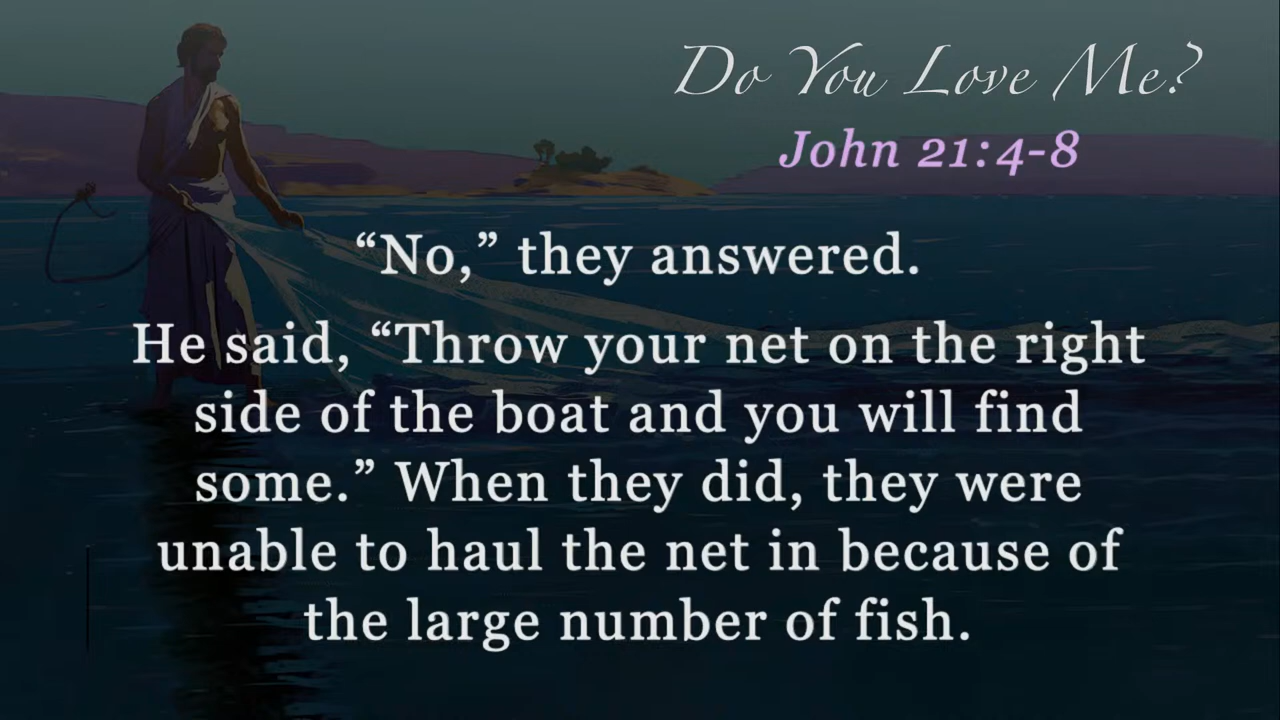 Do You Love Me?
John 21:4-8
“No,” they answered.
He said, “Throw your net on the right
side of the boat and you will find
some.” When they did, they were
unable to haul the net in because of
the large number of fish.